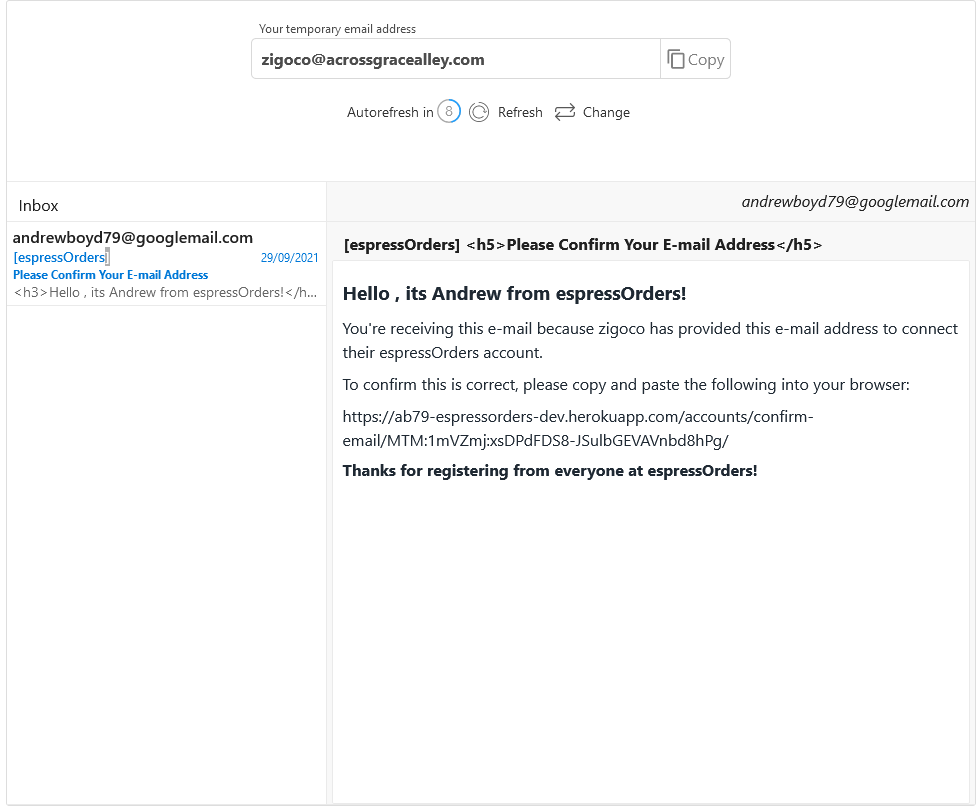 Your temporary email address
zigoco@acrossgracealley.com
Copy
Autorefresh in 8 Refresh Change
Inbox
andrewboyd79@googlemail.com
[espressOrders] 29/09/2021
Please Confirm Your E-mail Address
<h3>Hello , its Andrew from espressOrders!</h...
andrewboyd79@googlemail.com
[espressOrders] <h5>Please Confirm Your E-mail Address</h5>
Hello , its Andrew from espressOrders!
You're receiving this e-mail because zigoco has provided this e-mail address to connect
their espressOrders account.
To confirm this is correct, please copy and paste the following into your browser:
https://ab79-espressorders-dev.herokuapp.com/accounts/confirm-
email/MTM:1mVZmj:xsDPdFDS8-JSulbGEVAVnbd8hPg/
Thanks for registering from everyone at espressOrders!